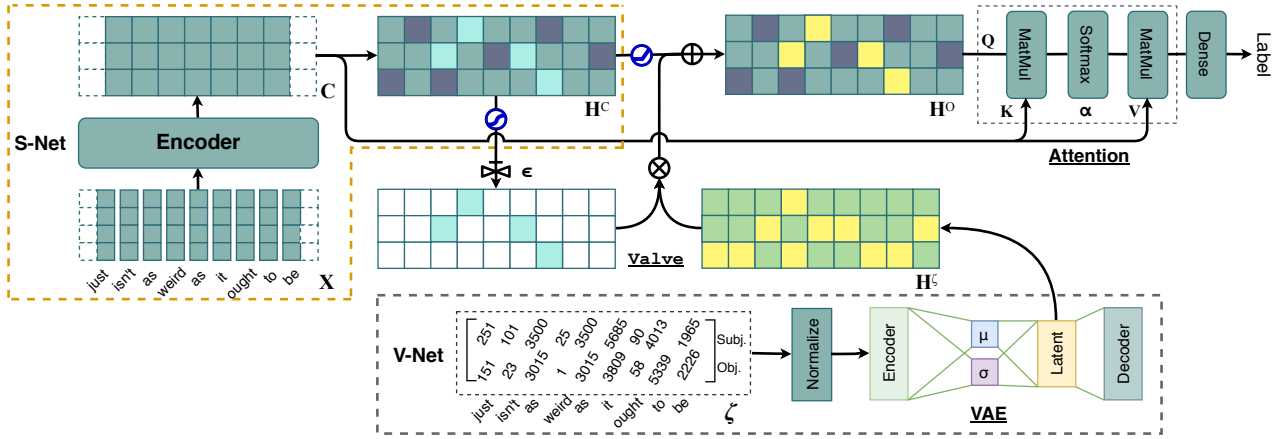 S-Net
Encoder
C
X
just isn't as weird as it ought to be
H^C
ϵ
Valve
H^O
H^ζ
Q
K
V
MatMul
Softmax
α
MatMul
Dense
Label
Attention
V-Net
251 101 3500 25 3500 5685 90 4013 1965 Subj.
151 23 3015 1 3015 3809 58 5339 2226 Obj.
just isn't as weird as it ought to be
ζ
Normalize
Encoder
μ
σ
Latent
Decoder
VAE